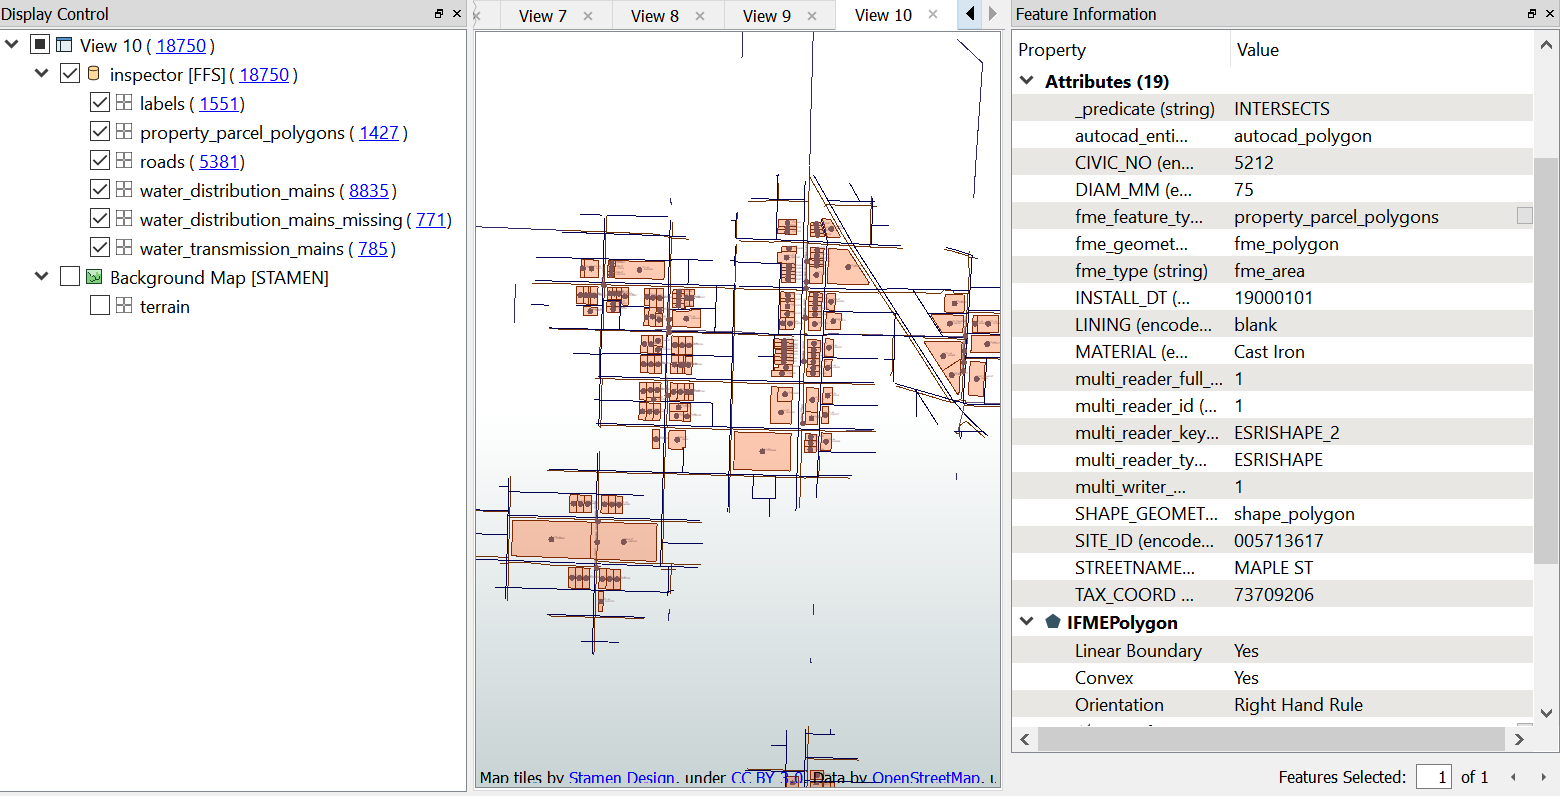 Display Control
View 10 ( 18750 )
inspector [FFS] ( 18750 )
labels ( 1551)
property_parcel_polygons ( 1427 )
roads ( 5381)
water_distribution_mains ( 8835)
water_distribution_mains_missing ( 771)
water_transmission_mains ( 785)
Background Map [STAMEN]
terrain
View 7 View 8 View 9 View 10
Map tiles by Stamen Design, under CC BY 3.0. Data by OpenStreetMap, u
Feature Information
Property Value
Attributes (19)
_predicate (string) INTERSECTS
autocad_enti... autocad_polygon
CIVIC_NO (en... 5212
DIAM_MM (e... 75
fme_feature_ty... property_parcel_polygons
fme_geomet... fme_polygon
fme_type (string) fme_area
INSTALL_DT (... 19000101
LINING (encode... blank
MATERIAL (e... Cast Iron
multi_reader_full_... 1
multi_reader_id (... 1
multi_reader_key... ESRISHAPE_2
multi_reader_ty... ESRISHAPE
multi_writer_... 1
SHAPE_GEOMET... shape_polygon
SITE_ID (encode... 005713617
STREETNAME... MAPLE ST
TAX_COORD ... 73709206
IFMEPolygon
Linear Boundary Yes
Convex Yes
Orientation Right Hand Rule
Features Selected: 1 of 1